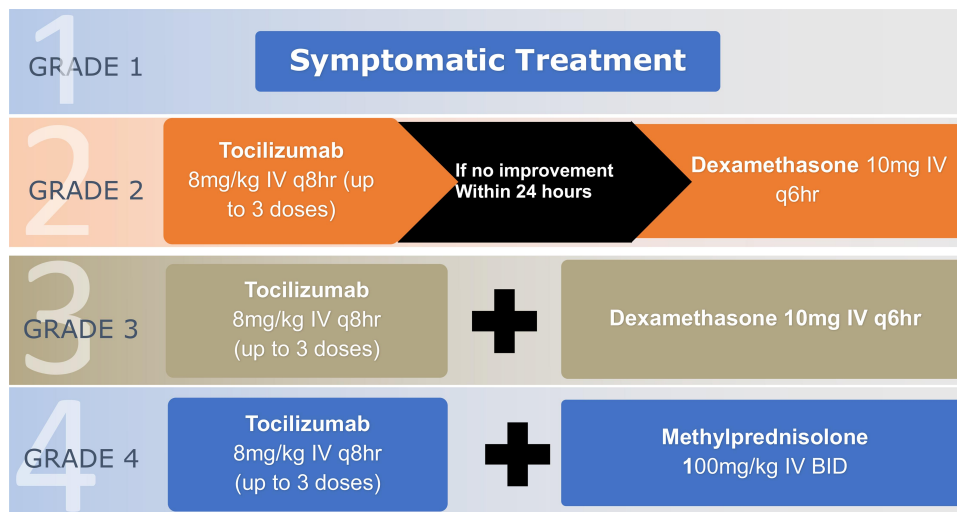 1
GRADE 1
Symptomatic Treatment
2
GRADE 2
Tocilizumab
8mg/kg IV q8hr (up
to 3 doses)
If no improvement
Within 24 hours
Dexamethasone 10mg IV
q6hr
3
GRADE 3
Tocilizumab
8mg/kg IV q8hr
(up to 3 doses)
Dexamethasone 10mg IV q6hr
4
GRADE 4
Tocilizumab
8mg/kg IV q8hr
(up to 3 doses)
Methylprednisolone
100mg/kg IV BID